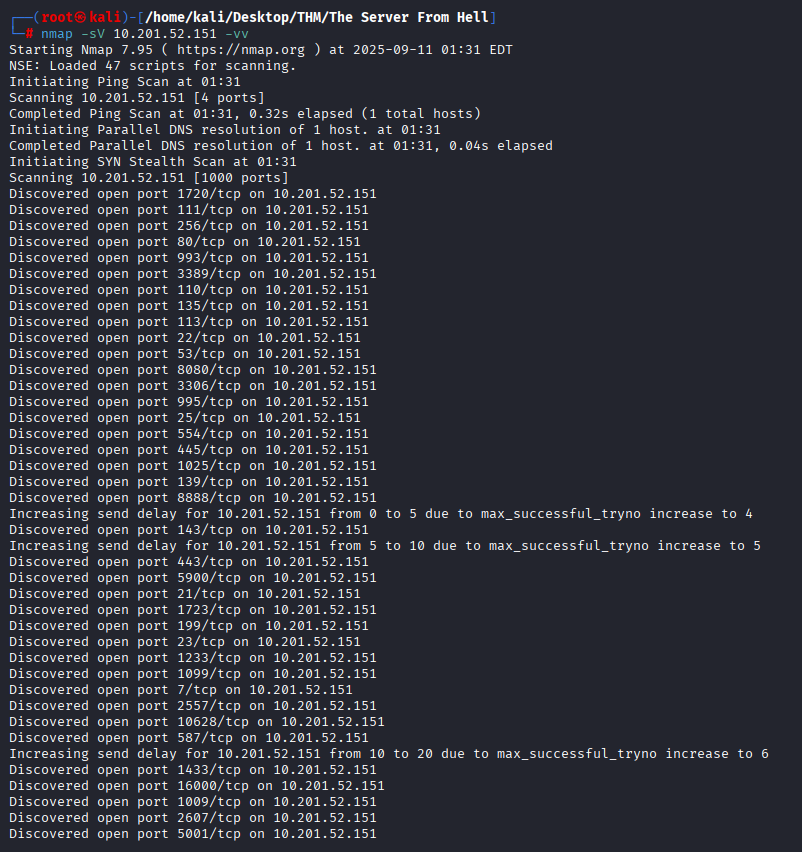 ┌──(root㉿kali)-[/home/kali/Desktop/THM/The Server From Hell]
└─# nmap -sV 10.201.52.151 -vv
Starting Nmap 7.95 ( https://nmap.org ) at 2025-09-11 01:31 EDT
NSE: Loaded 47 scripts for scanning.
Initiating Ping Scan at 01:31
Scanning 10.201.52.151 [4 ports]
Completed Ping Scan at 01:31, 0.32s elapsed (1 total hosts)
Initiating Parallel DNS resolution of 1 host. at 01:31
Completed Parallel DNS resolution of 1 host. at 01:31, 0.04s elapsed
Initiating SYN Stealth Scan at 01:31
Scanning 10.201.52.151 [1000 ports]
Discovered open port 1720/tcp on 10.201.52.151
Discovered open port 111/tcp on 10.201.52.151
Discovered open port 256/tcp on 10.201.52.151
Discovered open port 80/tcp on 10.201.52.151
Discovered open port 993/tcp on 10.201.52.151
Discovered open port 3389/tcp on 10.201.52.151
Discovered open port 110/tcp on 10.201.52.151
Discovered open port 135/tcp on 10.201.52.151
Discovered open port 113/tcp on 10.201.52.151
Discovered open port 22/tcp on 10.201.52.151
Discovered open port 53/tcp on 10.201.52.151
Discovered open port 8080/tcp on 10.201.52.151
Discovered open port 3306/tcp on 10.201.52.151
Discovered open port 995/tcp on 10.201.52.151
Discovered open port 25/tcp on 10.201.52.151
Discovered open port 554/tcp on 10.201.52.151
Discovered open port 445/tcp on 10.201.52.151
Discovered open port 1025/tcp on 10.201.52.151
Discovered open port 139/tcp on 10.201.52.151
Discovered open port 8888/tcp on 10.201.52.151
Increasing send delay for 10.201.52.151 from 0 to 5 due to max_successful_tryno increase to 4
Discovered open port 143/tcp on 10.201.52.151
Increasing send delay for 10.201.52.151 from 5 to 10 due to max_successful_tryno increase to 5
Discovered open port 443/tcp on 10.201.52.151
Discovered open port 5900/tcp on 10.201.52.151
Discovered open port 21/tcp on 10.201.52.151
Discovered open port 1723/tcp on 10.201.52.151
Discovered open port 199/tcp on 10.201.52.151
Discovered open port 23/tcp on 10.201.52.151
Discovered open port 1233/tcp on 10.201.52.151
Discovered open port 1099/tcp on 10.201.52.151
Discovered open port 7/tcp on 10.201.52.151
Discovered open port 2557/tcp on 10.201.52.151
Discovered open port 10628/tcp on 10.201.52.151
Discovered open port 587/tcp on 10.201.52.151
Increasing send delay for 10.201.52.151 from 10 to 20 due to max_successful_tryno increase to 6
Discovered open port 1433/tcp on 10.201.52.151
Discovered open port 16000/tcp on 10.201.52.151
Discovered open port 1009/tcp on 10.201.52.151
Discovered open port 2607/tcp on 10.201.52.151
Discovered open port 5001/tcp on 10.201.52.151